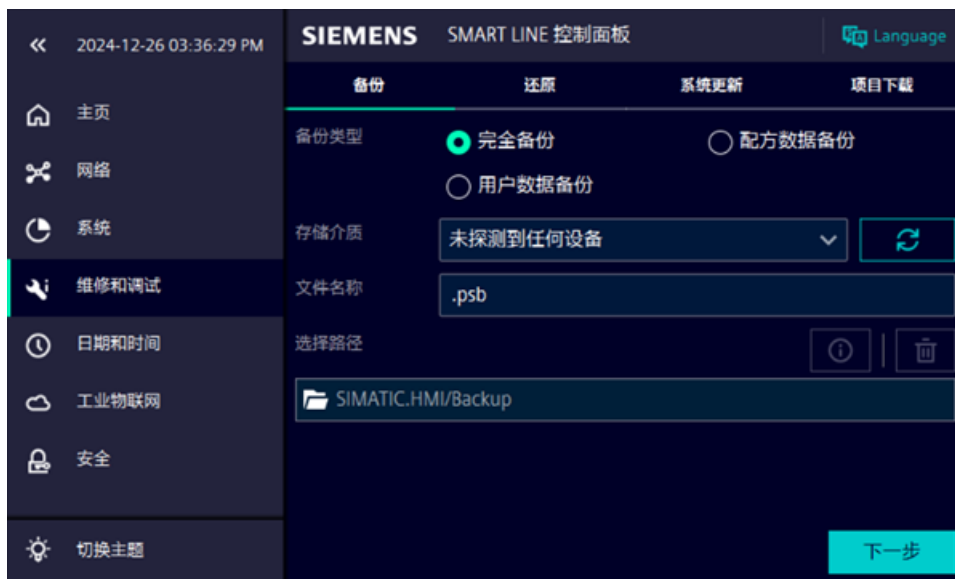 2024-12-26 03:36:29 PM
主页
网络
系统
维修和调试
日期和时间
工业物联网
安全
切换主题
SIEMENS SMART LINE 控制面板 Language
备份 还原 系统更新 项目下载
备份类型 完全备份 配方数据备份
用户数据备份
存储介质 未探测到任何设备
文件名称 .psb
选择路径
SIMATIC.HMI/Backup
下一步